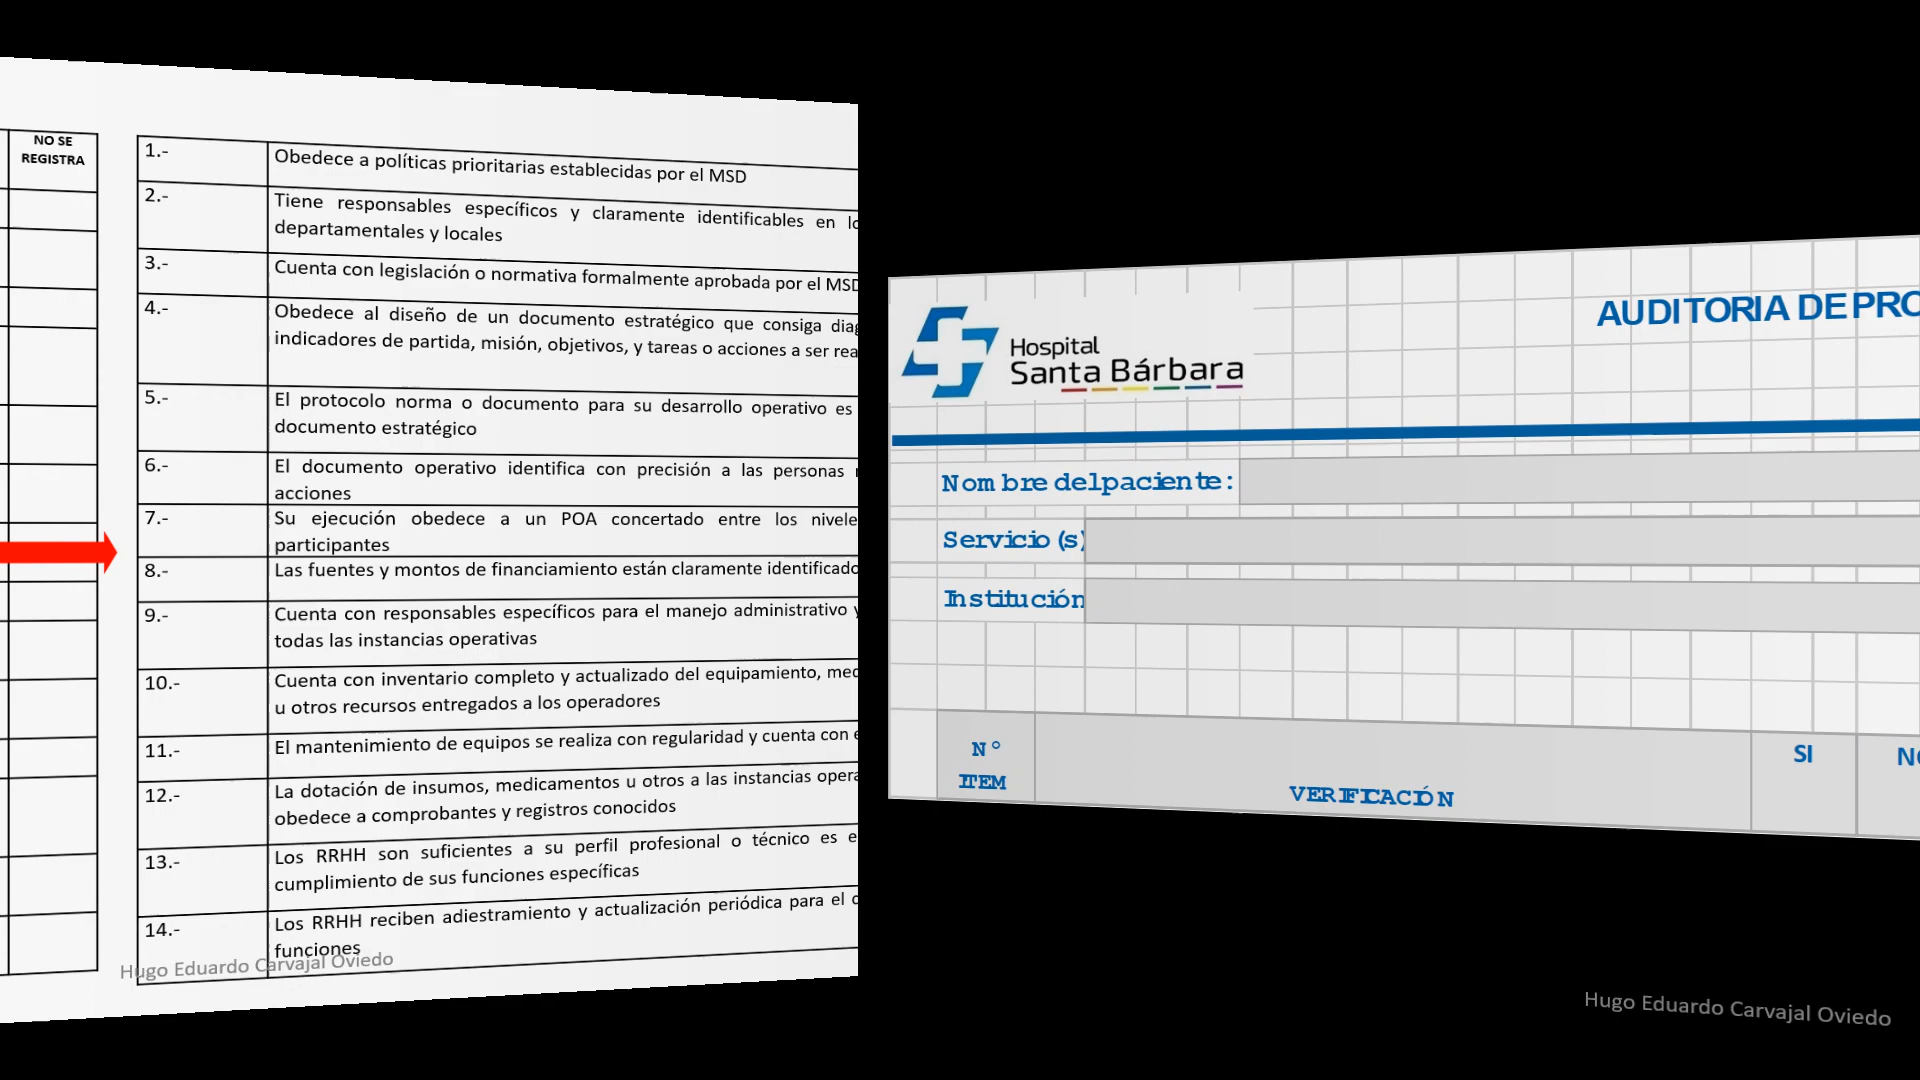 NO SE
REGISTRA
1.- Obedece a políticas prioritarias establecidas por el MSD
2.- Tiene responsables específicos y claramente identificables en
departamentales y locales
3.- Cuenta con legislación o normativa formalmente aprobada por el MSD
4.- Obedece al diseño de un documento estratégico que consiga
indicadores de partida, misión, objetivos, y tareas o acciones a ser
5.- El protocolo norma o documento para su desarrollo operativo es
documento estratégico
6.- El documento operativo identifica con precisión a las personas
acciones
7.- Su ejecución obedece a un POA concertado entre los
participantes
8.- Las fuentes y montos de financiamiento están claramente
9.- Cuenta con responsables específicos para el manejo administrativo y
todas las instancias operativas
10.- Cuenta con inventario completo y actualizado del equipamiento,
u otros recursos entregados a los operadores
11.- El mantenimiento de equipos se realiza con regularidad y cuenta con
12.- La dotación de insumos, medicamentos u otros a las instancias
obedece a comprobantes y registros conocidos
13.- Los RRHH son suficientes a su perfil profesional o técnico es
cumplimiento de sus funciones específicas
14.- Los RRHH reciben adiestramiento y actualización periódica para el
funciones
Hugo Eduardo Carvajal Oviedo
Hospital
Santa Bárbara
AUDITORIA DE
Nombre del paciente:
Servicio (s)
Institución
N°
ITEM
VERIFICACIÓN
SI
Hugo Eduardo Carvajal Oviedo